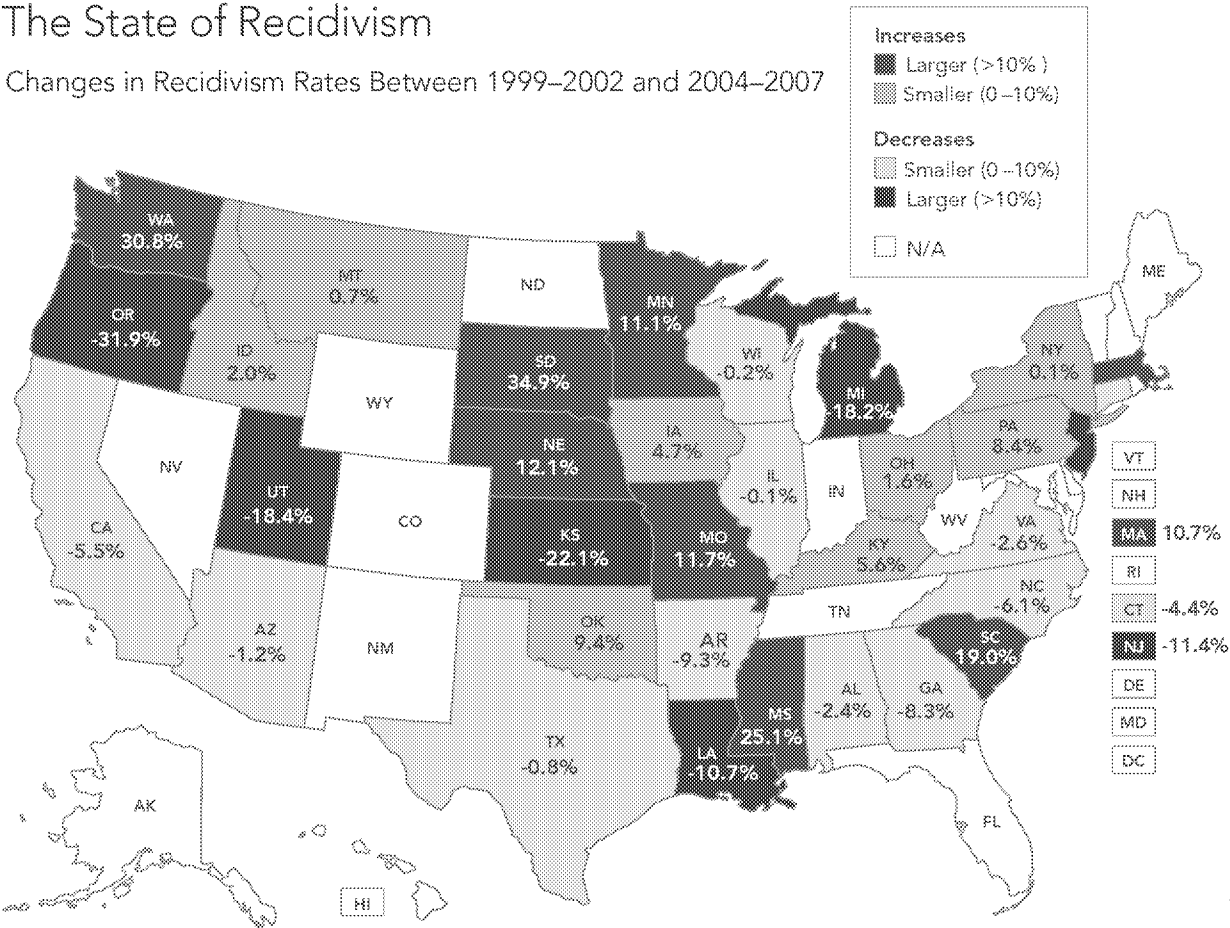 The State of Recidivism
Changes in Recidivism Rates Between 1999–2002 and 2004–2007
Increases
Larger (>10% )
Smaller (0–10%)
Decreases
Smaller (0–10%)
Larger (>10%)
N/A
WA
30.8%
OR
-31.9%
MT
0.7%
ID
2.0%
ND
MN
11.1%
SD
34.9%
WI
-0.2%
MI
-18.2%
NY
0.1%
ME
WY
NE
12.1%
IA
4.7%
PA
8.4%
OH
1.6%
IL
-0.1%
IN
NV
UT
-18.4%
CO
CA
-5.5%
KS
-22.1%
MO
11.7%
KY
5.6%
WV
VA
-2.6%
NC
-6.1%
TN
AZ
-1.2%
NM
OK
9.4%
AR
-9.3%
SC
19.0%
MS
25.1%
AL
-2.4%
GA
-8.3%
TX
-0.8%
LA
-10.7%
FL
AK
HI
VT
NH
MA 10.7%
RI
CT -4.4%
NJ -11.4%
DE
MD
DC